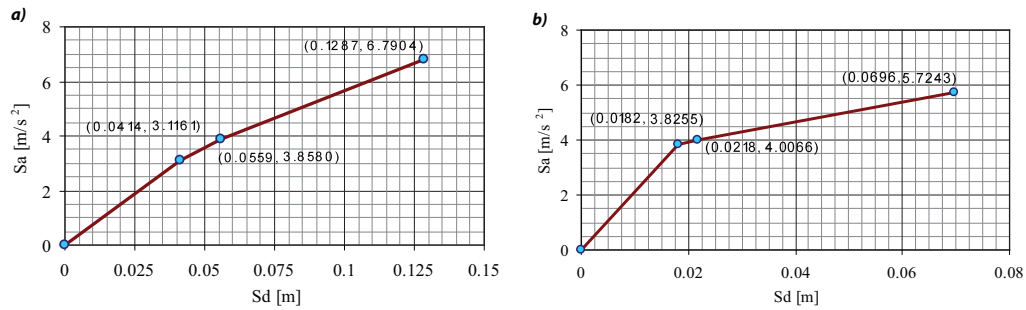 a)
8
(0.1287, 6.7904)
6
(0.0414, 3.1161)
4
(0.0559, 3.8580)
2
0
Sa [m/s²]
0 0.025 0.05 0.075 0.1 0.125 0.15
Sd [m]
b)
8
(0.0696,5.7243)
6
(0.0182, 3.8255)
4
(0.0218, 4.0066)
2
0
Sa [m/s²]
0 0.02 0.04 0.06 0.08
Sd [m]